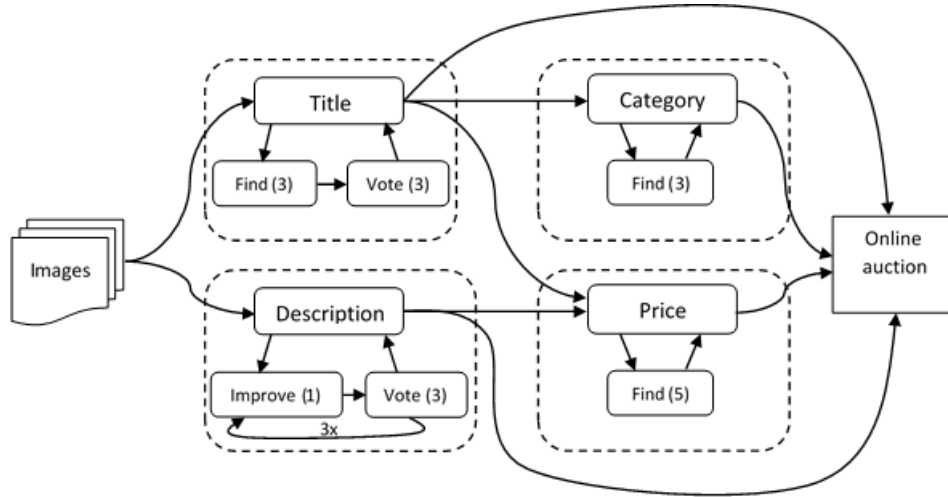 Title
Find (3)
Vote (3)
Category
Find (3)
Images
Description
Improve (1)
Vote (3)
3x
Price
Find (5)
Online
auction